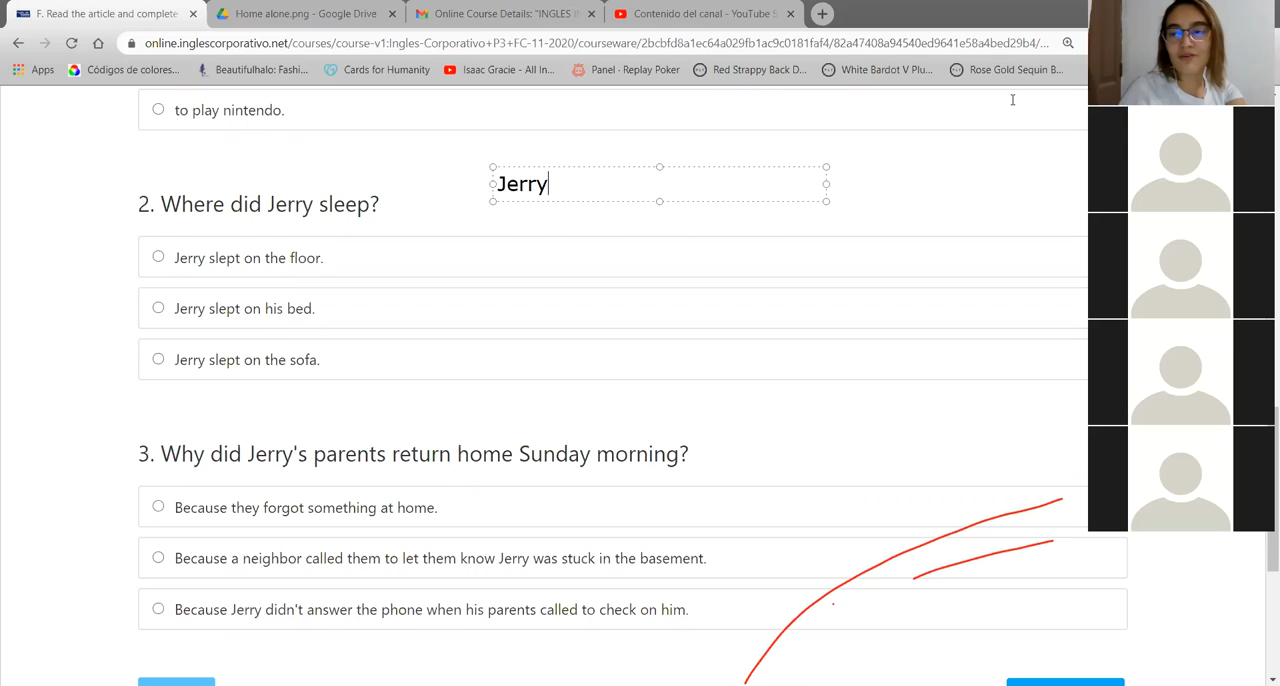 F. Read the article and complete
Home alone.png - Google Drive
Online Course Details: "INGLES I
Contenido del canal - YouTube S
online.inglescorporativo.net/courses/course-v1:Ingles-Corporativo+P3+FC-11-2020/courseware/2bcbfd8a1ec64a029fb1ac9c0181faf4/82a47408a94540ed9641e58a4bed29b4/...
Apps
Códigos de colores...
Beautifulhalo: Fashi...
Cards for Humanity
Isaac Gracie - All In...
Panel · Replay Poker
Red Strappy Back D...
White Bardot V Plu...
Rose Gold Sequin B...
to play nintendo.
Jerry
2. Where did Jerry sleep?
Jerry slept on the floor.
Jerry slept on his bed.
Jerry slept on the sofa.
3. Why did Jerry's parents return home Sunday morning?
Because they forgot something at home.
Because a neighbor called them to let them know Jerry was stuck in the basement.
Because Jerry didn't answer the phone when his parents called to check on him.